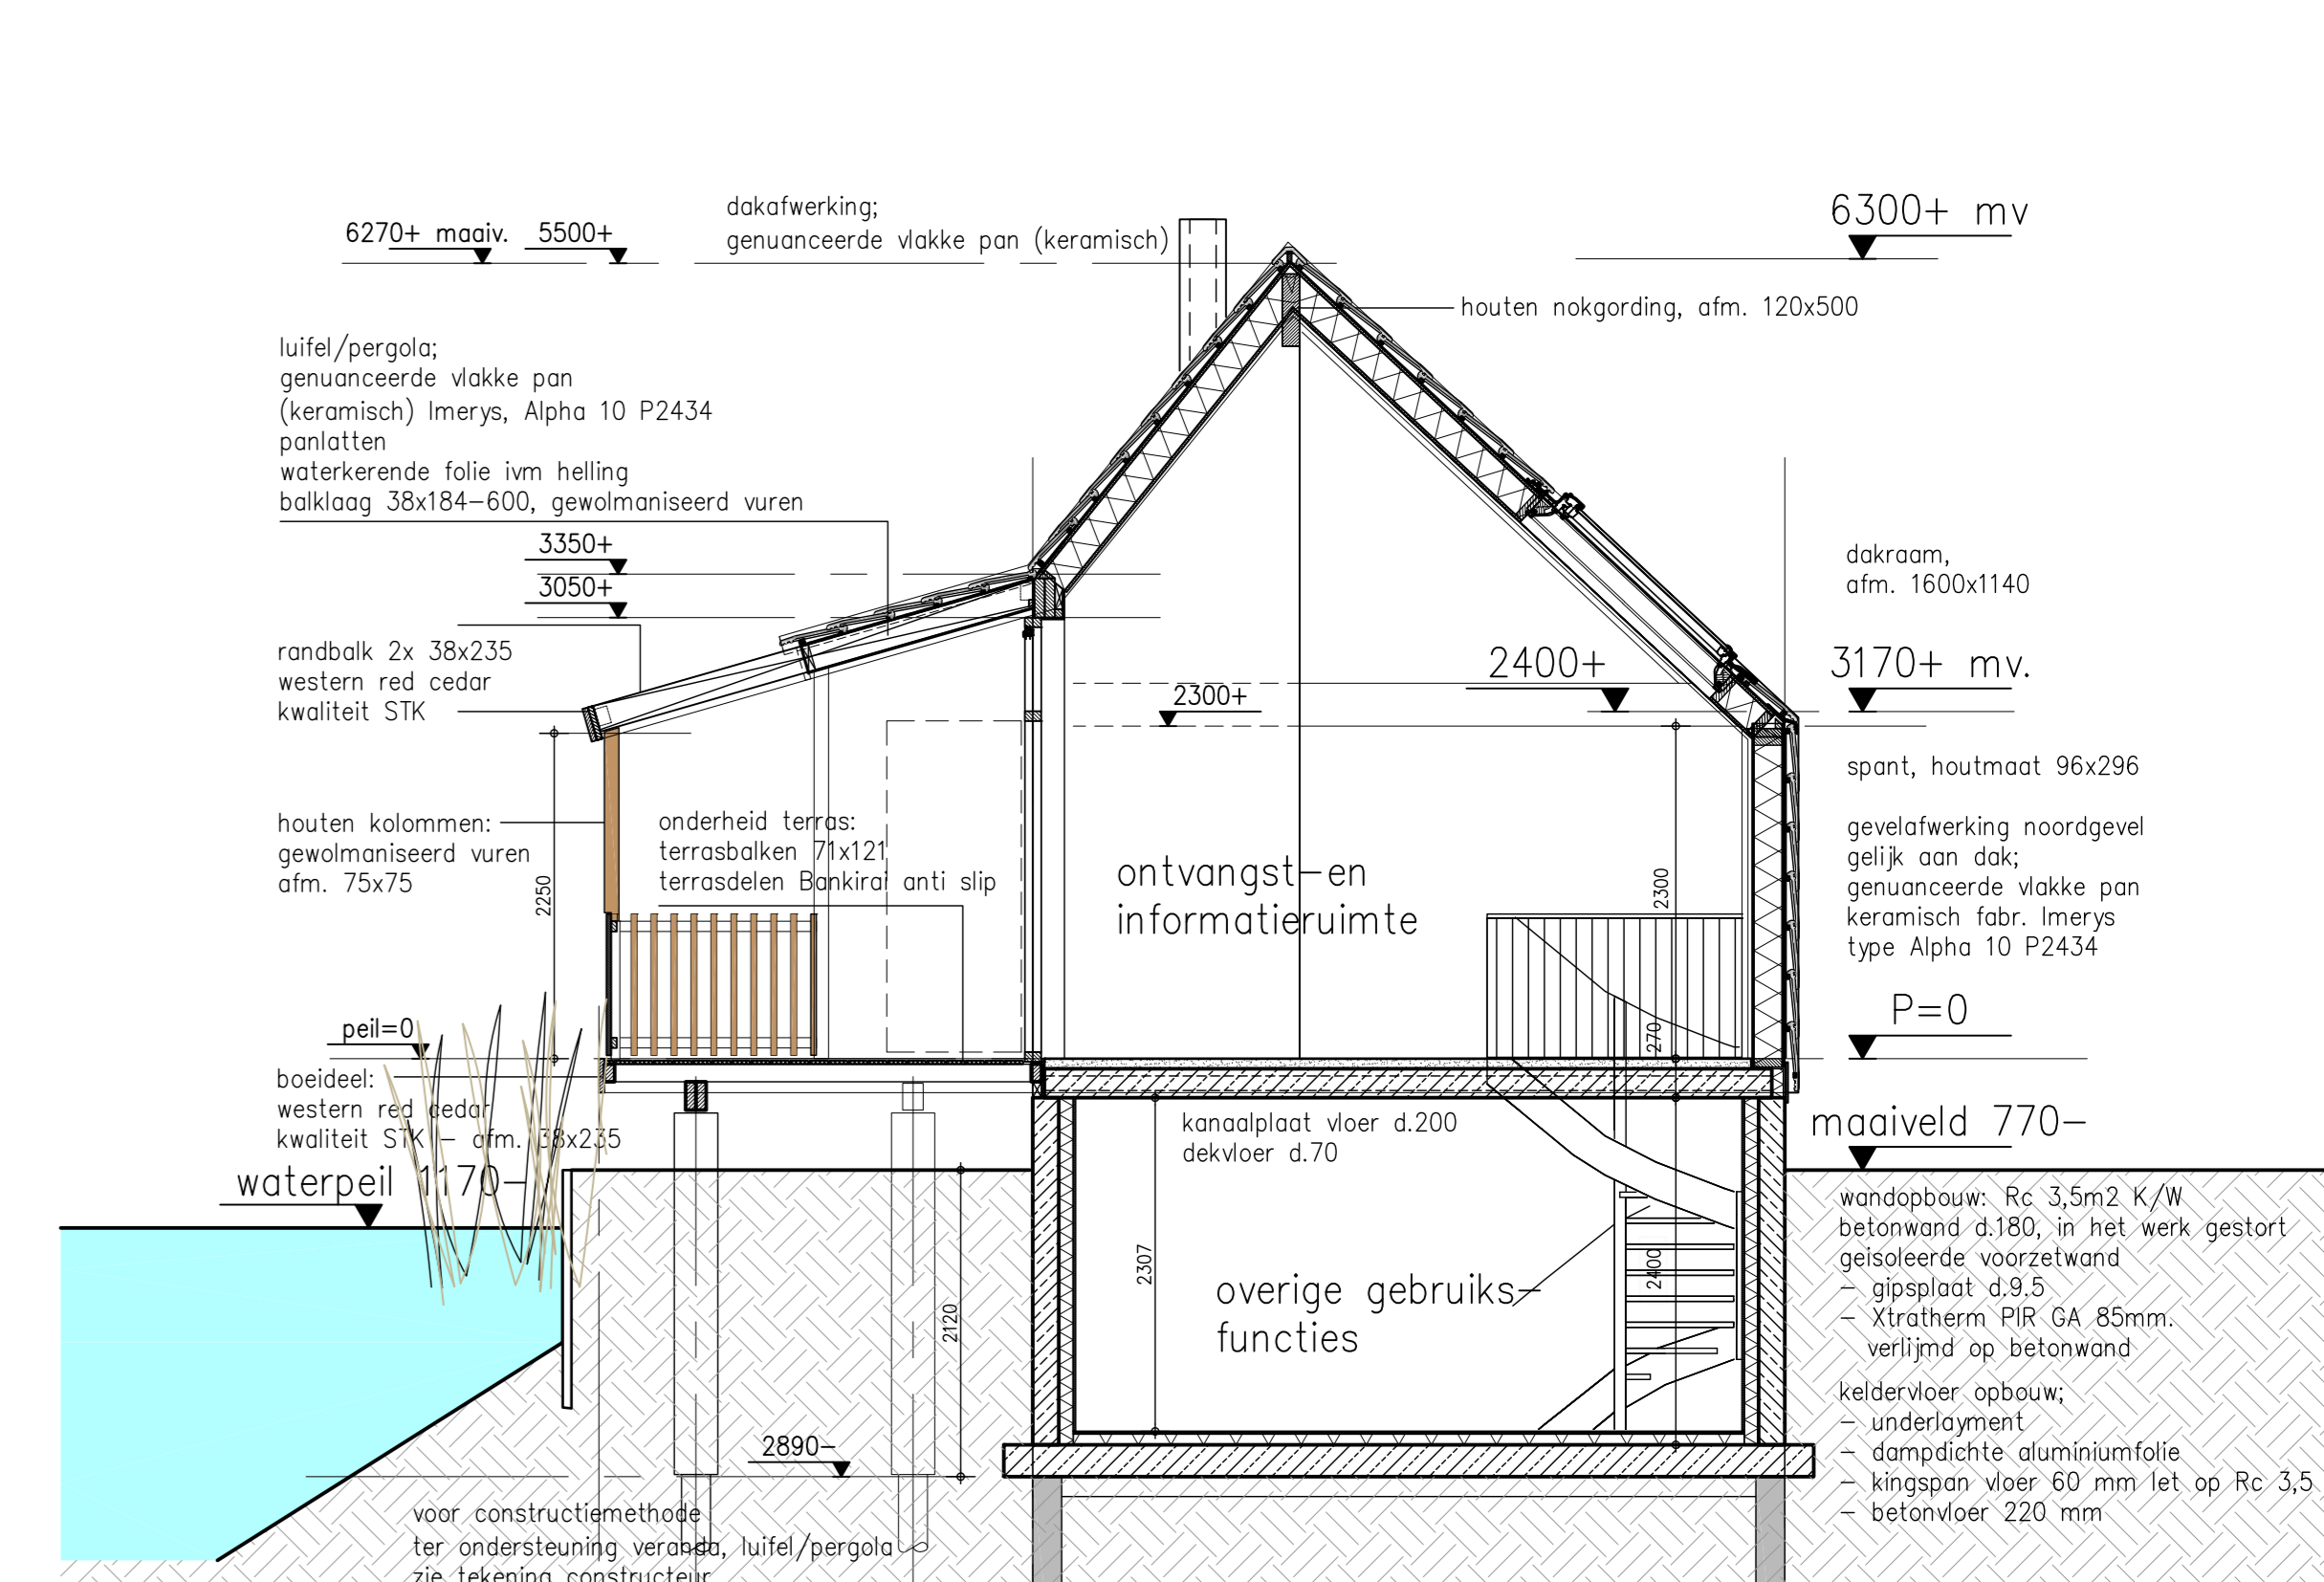 6270+ maaiv.
5500+
dakafwerking;
genuanceerde vlakke pan (keramisch)
6300+ mv
houten nokgording, afm. 120x500
luifel/pergola;
genuanceerde vlakke pan
(keramisch) Imerys, Alpha 10 P2434
panlatten
waterkerende folie ivm helling
balklaag 38x184-600, gewolmaniseerd vuren
3350+
3050+
dakraam,
afm. 1600x1140
randbalk 2x 38x235
western red cedar
kwaliteit STK
2400+
3170+ mv.
2300+
spant, houtmaat 96x296
houten kolommen:
gewolmaniseerd vuren
afm. 75x75
2250
onderheid terras:
terrasbalken 71x121
terrasdelen Bankirai anti slip
ontvangst-en
informatieruimte
2300
gevelafwerking noordgevel
gelijk aan dak;
genuanceerde vlakke pan
keramisch fabr. Imerys
type Alpha 10 P2434
peil=0
270
P=0
boeideel:
western red cedar
kwaliteit STK - afm. 38x235
waterpeil 1170-
kanaalplaat vloer d.200
dekvloer d.70
maaiveld 770-
2120
2307
overige gebruiks-
functies
2400
wandopbouw: Rc 3,5m2 K/W
betonwand d.180, in het werk gestort
geisoleerde voorzetwand
- gipsplaat d.9.5
- Xtratherm PIR GA 85mm.
verlijmd op betonwand
keldervloer opbouw;
- underlayment
- dampdichte aluminiumfolie
- kingspan vloer 60 mm let op Rc 3,5
- betonvloer 220 mm
2890-
voor constructiemethode
ter ondersteuning veranda, luifel/pergola
zie tekening constructeur